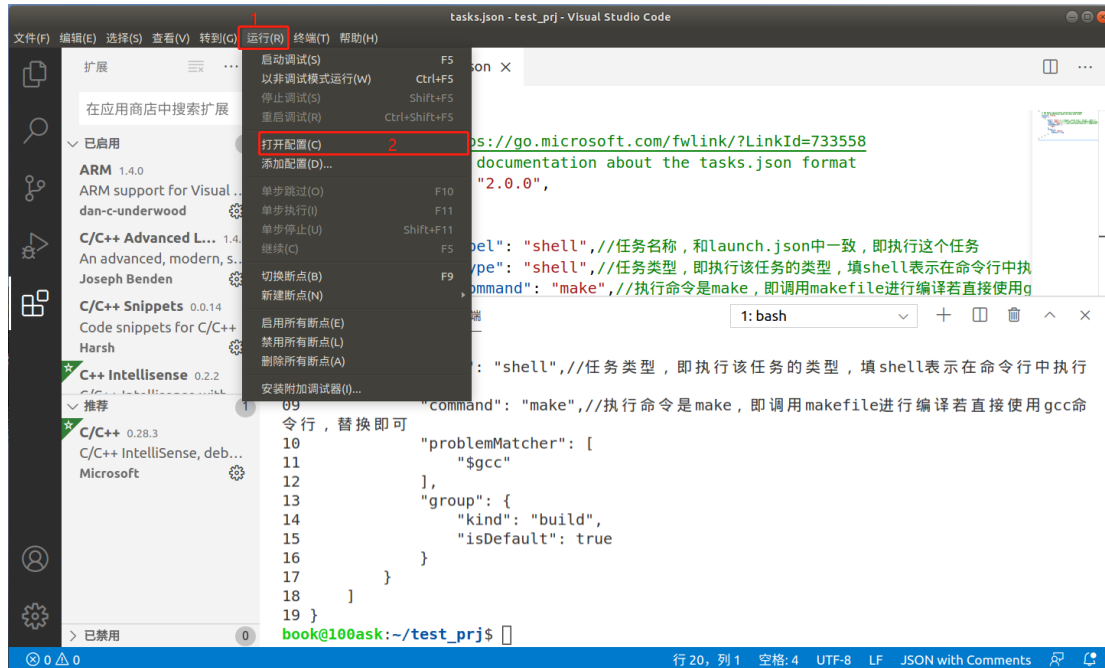 1
tasks.json - test_prj - Visual Studio Code
文件(F) 编辑(E) 选择(S) 查看(V) 转到(G) 运行(R) 终端(T) 帮助(H)
扩展
在应用商店中搜索扩展
已启用
ARM 1.4.0
ARM support for Visual ..
dan-c-underwood
C/C++ Advanced L... 1.4.
An advanced, modern, s..
Joseph Benden
C/C++ Snippets 0.0.14
Code snippets for C/C++
Harsh
C++ Intellisense 0.2.2
推荐 1
C/C++ 0.28.3
C/C++ IntelliSense, deb...
Microsoft
已禁用 0
启动调试(S) F5
以非调试模式运行(W) Ctrl+F5
停止调试(S) Shift+F5
重启调试(R) Ctrl+Shift+F5
打开配置(C) 2
添加配置(D)...
单步跳过(O) F10
单步执行(I) F11
单步停止(U) Shift+F11
继续(C) F5
切换断点(B) F9
新建断点(N)
启用所有断点(E)
禁用所有断点(L)
删除所有断点(A)
安装附加调试器(I)...
son
ps://go.microsoft.com/fwlink/?LinkId=733558
documentation about the tasks.json format
"2.0.0",
bel": "shell",//任务名称，和launch.json中一致，即执行这个任务
ype": "shell",//任务类型，即执行该任务的类型，填shell表示在命令行中执
ommand": "make",//执行命令是make，即调用makefile进行编译若直接使用g
端
1: bash
: "shell",//任务类型，即执行该任务的类型，填shell表示在命令行中执行
09 "command": "make",//执行命令是make，即调用makefile进行编译若直接使用gcc命
令行，替换即可
10 "problemMatcher": [
11 "$gcc"
12 ],
13 "group": {
14 "kind": "build",
15 "isDefault": true
16 }
17 }
18 ]
19 }
book@100ask:~/test_prj$
0 0
行 20，列 1 空格: 4 UTF-8 LF JSON with Comments